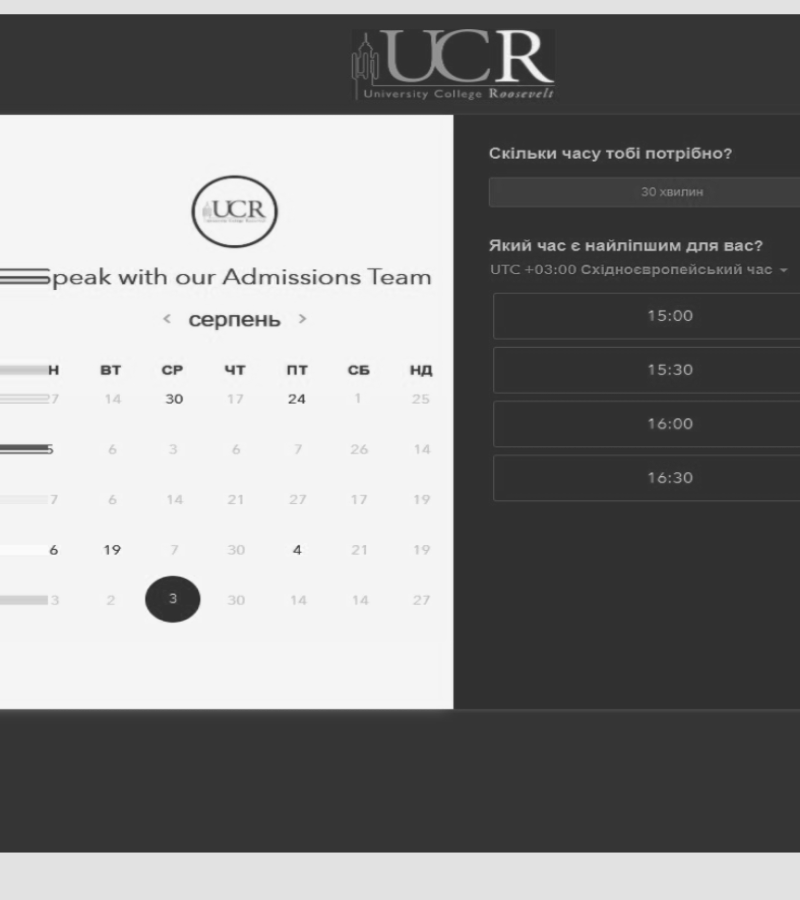 UCR
University College Roosevelt
UCR
Speak with our Admissions Team
< серпень >
Н ВТ СР ЧТ ПТ СБ НД
7 14 30 17 24 1 25
5 6 3 6 7 26 14
7 6 14 21 27 17 19
6 19 7 30 4 21 19
3 2 3 30 14 14 27
Скільки часу тобі потрібно?
30 хвилин
Який час є найліпшим для вас?
UTC +03:00 Східноєвропейський час
15:00
15:30
16:00
16:30